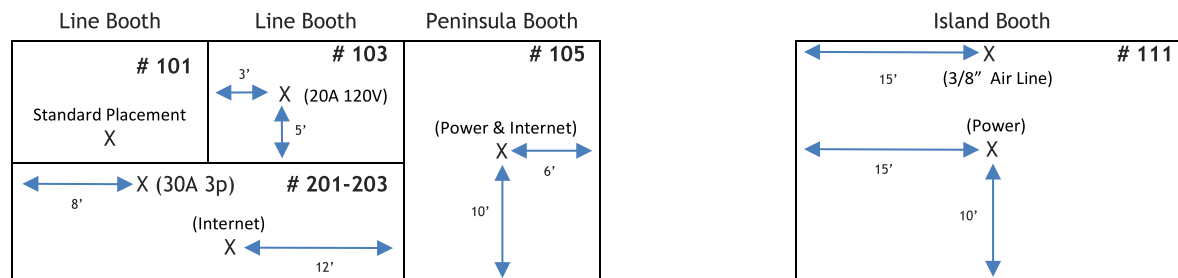 Line Booth
Line Booth
Peninsula Booth
Island Booth
# 101
Standard Placement
X
# 103
3’
X (20A 120V)
5’
# 105
(Power & Internet)
X
6’
10’
X (30A 3p)
# 201-203
8’
(Internet)
X
12’
X
# 111
15’
(3/8” Air Line)
(Power)
X
15’
10’